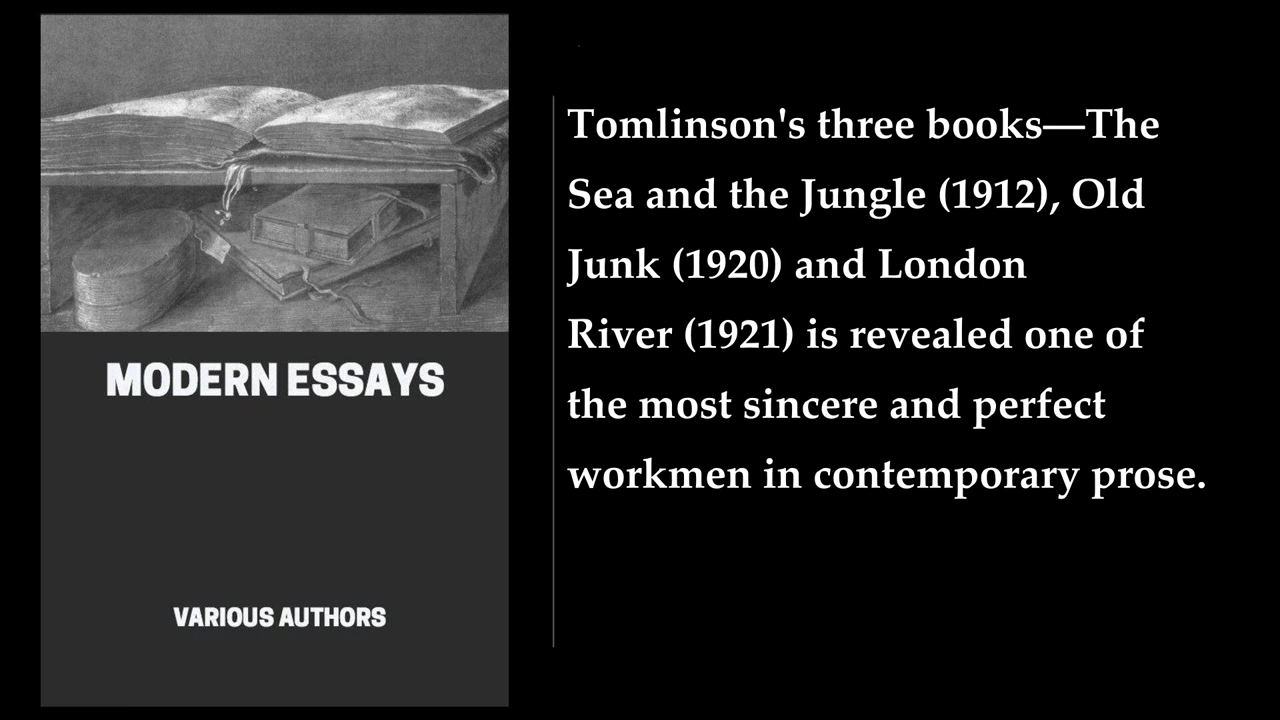 MODERN ESSAYS
VARIOUS AUTHORS
Tomlinson's three books—The
Sea and the Jungle (1912), Old
Junk (1920) and London
River (1921) is revealed one of
the most sincere and perfect
workmen in contemporary prose.